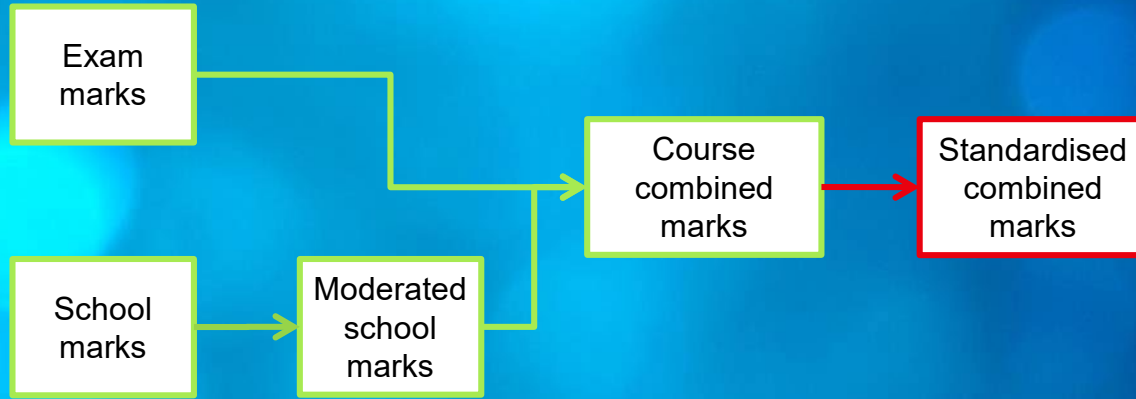 Exam
marks
School
marks
Moderated
school
marks
Course
combined
marks
Standardised
combined
marks